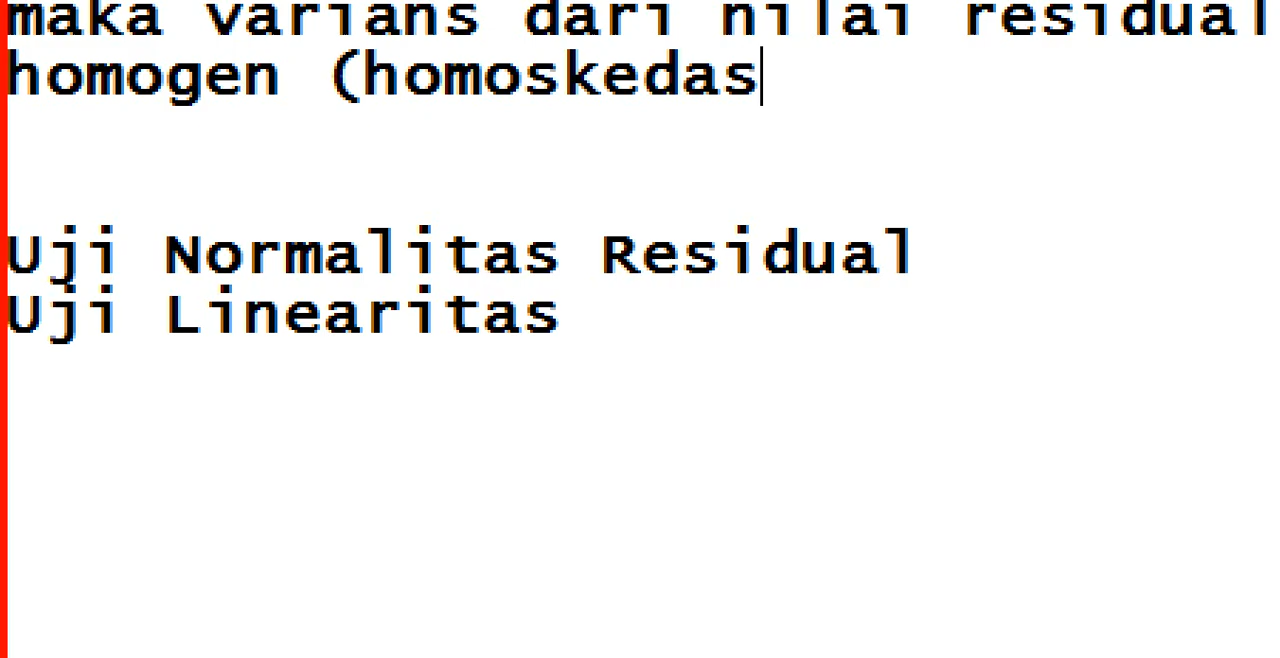 maka varians dari nilai residual
homogen (homoskedas
Uji Normalitas Residual
Uji Linearitas